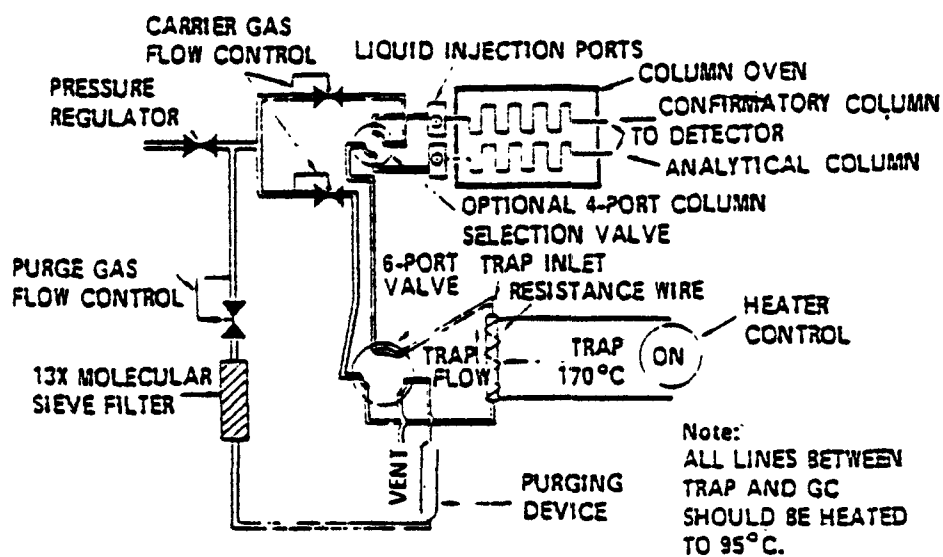 CARRIER GAS
FLOW CONTROL
LIQUID INJECTION PORTS
COLUMN OVEN
PRESSURE
REGULATOR
CONFIRMATORY COLUMN
TO DETECTOR
ANALYTICAL COLUMN
OPTIONAL 4-PORT COLUMN
SELECTION VALVE
PURGE GAS
FLOW CONTROL
6-PORT
VALVE
TRAP INLET
RESISTANCE WIRE
HEATER
CONTROL
13X MOLECULAR
SIEVE FILTER
TRAP
FLOW
TRAP
170°C
ON
VENT
PURGING
DEVICE
Note:
ALL LINES BETWEEN
TRAP AND GC
SHOULD BE HEATED
TO 95°C.